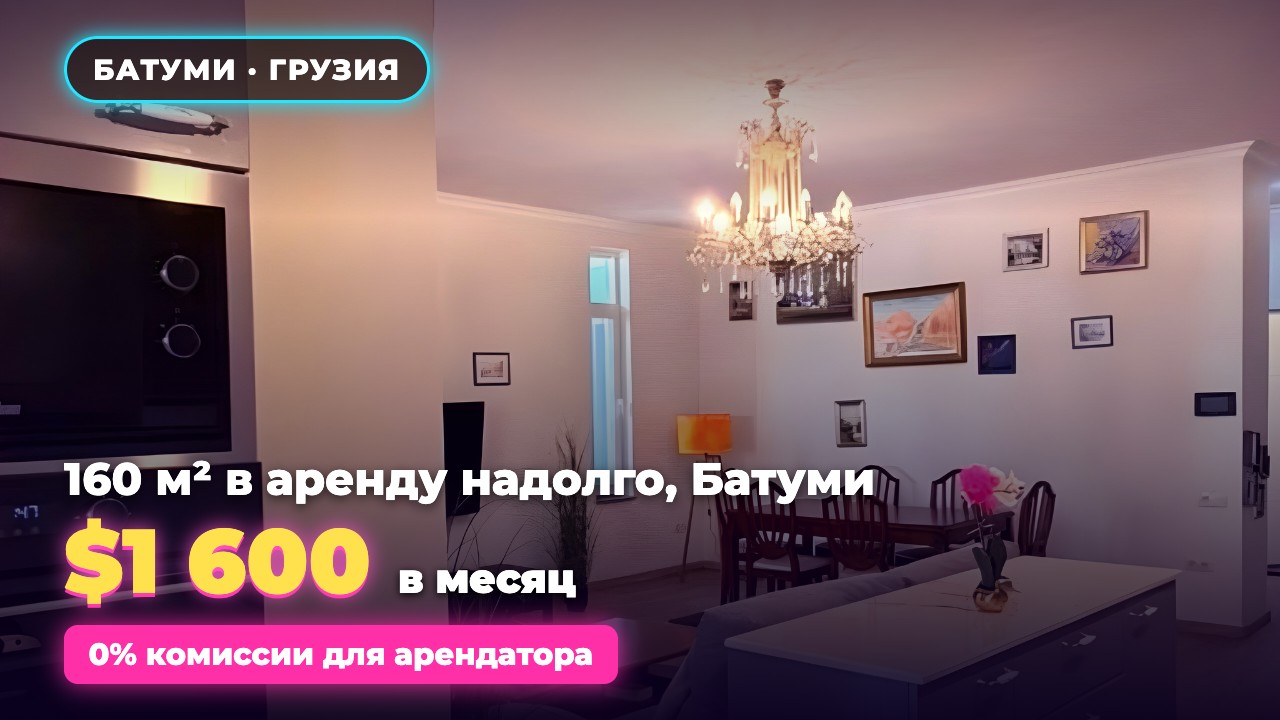 БАТУМИ • ГРУЗИЯ
160 м² в аренду надолго, Батуми
$1 600 в месяц
0% комиссии для арендатора